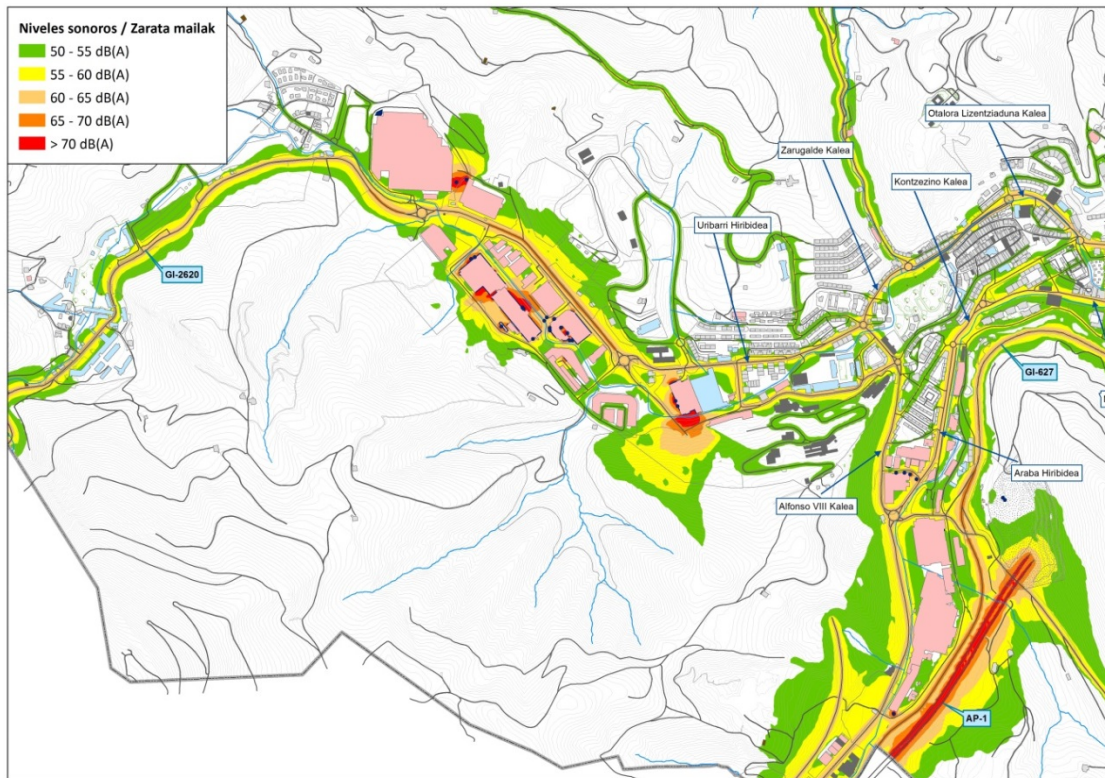 Niveles sonoros / Zarata mailak
50 - 55 dB(A)
55 - 60 dB(A)
60 - 65 dB(A)
65 - 70 dB(A)
> 70 dB(A)
Otalora Lizentziaduna Kalea
Zarugalde Kalea
Kontzezino Kalea
Uribarri Hiribidea
GI-2620
GI-627
Araba Hiribidea
Alfonso VIII Kalea
AP-1